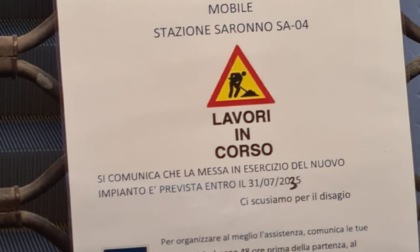 MOBILE
STAZIONE SARONNO SA-04
LAVORI
IN
CORSO
SI COMUNICA CHE LA MESSA IN ESERCIZIO DEL NUOVO
IMPIANTO E' PREVISTA ENTRO IL 31/07/2035
Ci scusiamo per il disagio
Per organizzare al meglio l'assistenza, comunica le tue
48 ore prima della partenza, al